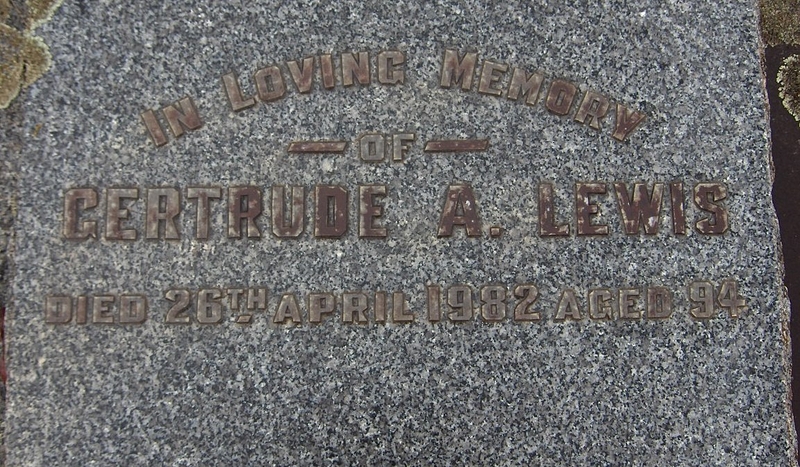 IN LOVING MEMORY
OF
GERTRUDE A. LEWIS
DIED 26TH APRIL 1982 AGED 94